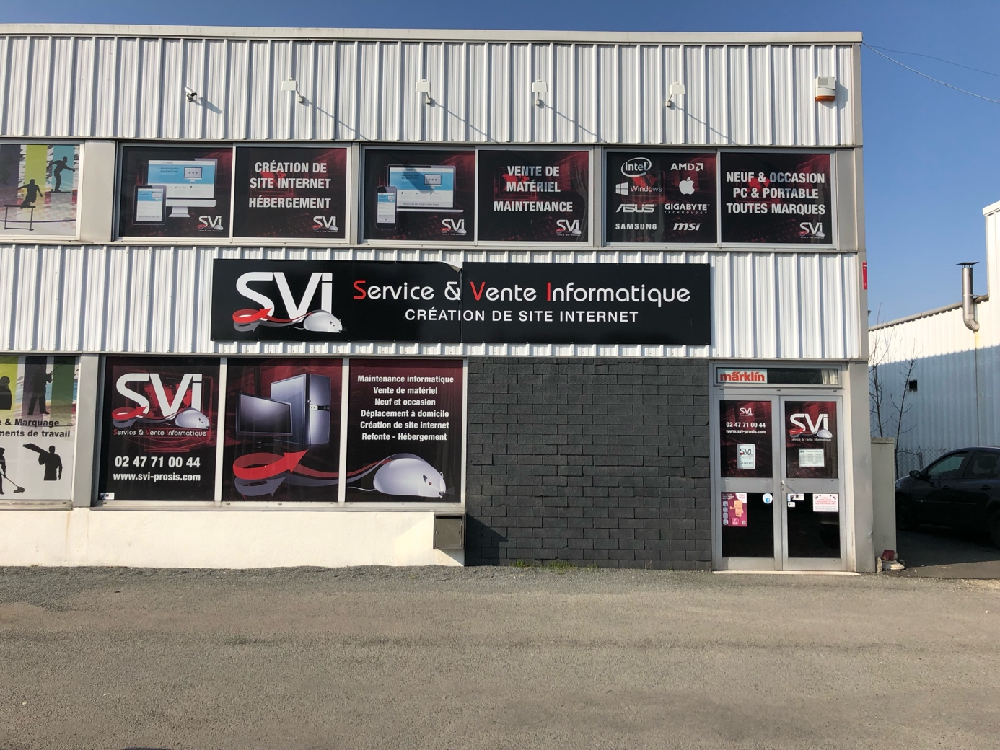 CRÉATION DE
SITE INTERNET
HÉBERGEMENT
SVi
SVi
VENTE DE
MATÉRIEL
MAINTENANCE
SVi
SVi
intel
AMD
Windows
ASUS
GIGABYTE
TECHNOLOGY
SAMSUNG
msi
NEUF & OCCASION
PC & PORTABLE
TOUTES MARQUES
SVi
SVi
Service & Vente Informatique
CRÉATION DE SITE INTERNET
e & Marquage
ments de travail
SVi
Service & Vente Informatique
02 47 71 00 44
www.svi-prosis.com
Maintenance informatique
Vente de matériel
Neuf et occasion
Déplacement à domicile
Création de site internet
Refonte - Hébergement
märklin
SVi
02 47 71 00 44
www.svi-prosis.com
SVi
OUVERT
SVi
Service & Vente Informatique